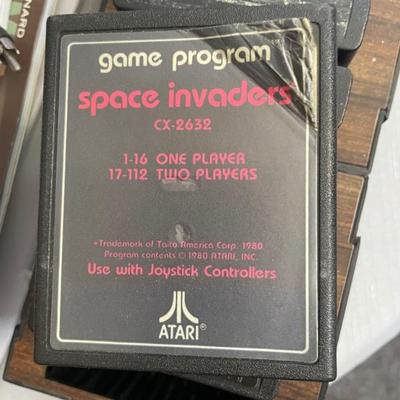 game program™
space invaders*
CX-2632
1-16 ONE PLAYER
17-112 TWO PLAYERS
*Trademark of Taito America Corp. 1980
Program contents © 1980 ATARI, INC.
Use with Joystick Controllers
ATARI®